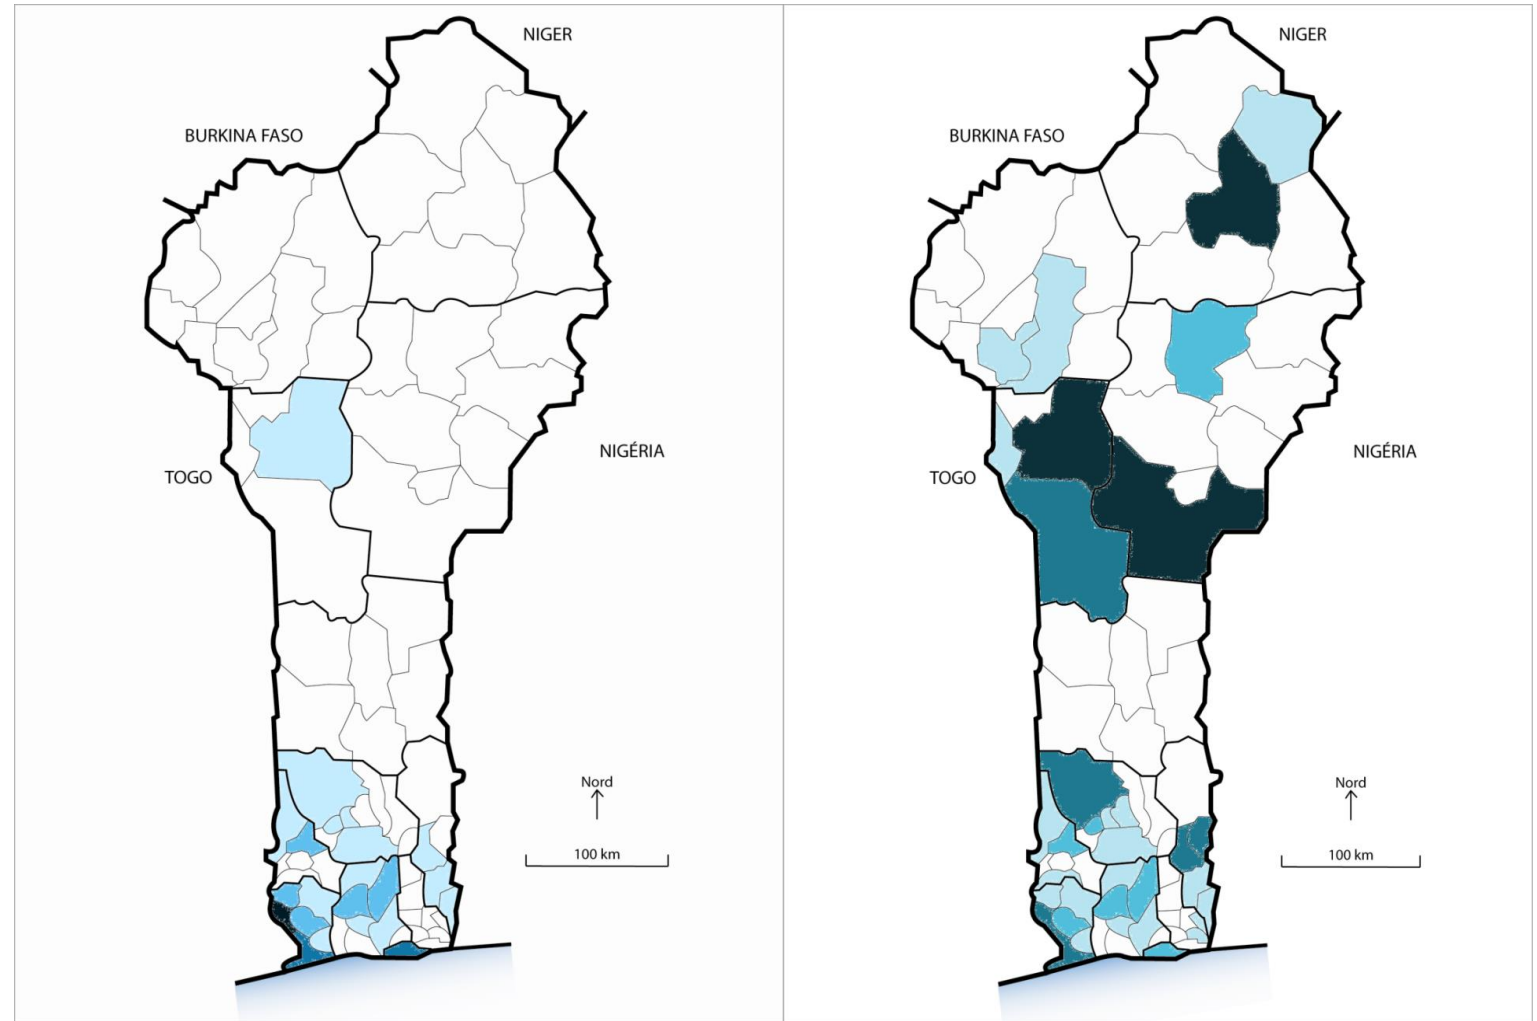 NIGER
BURKINA FASO
NIGÉRIA
TOGO
Nord
100 km
NIGER
BURKINA FASO
NIGÉRIA
TOGO
Nord
100 km